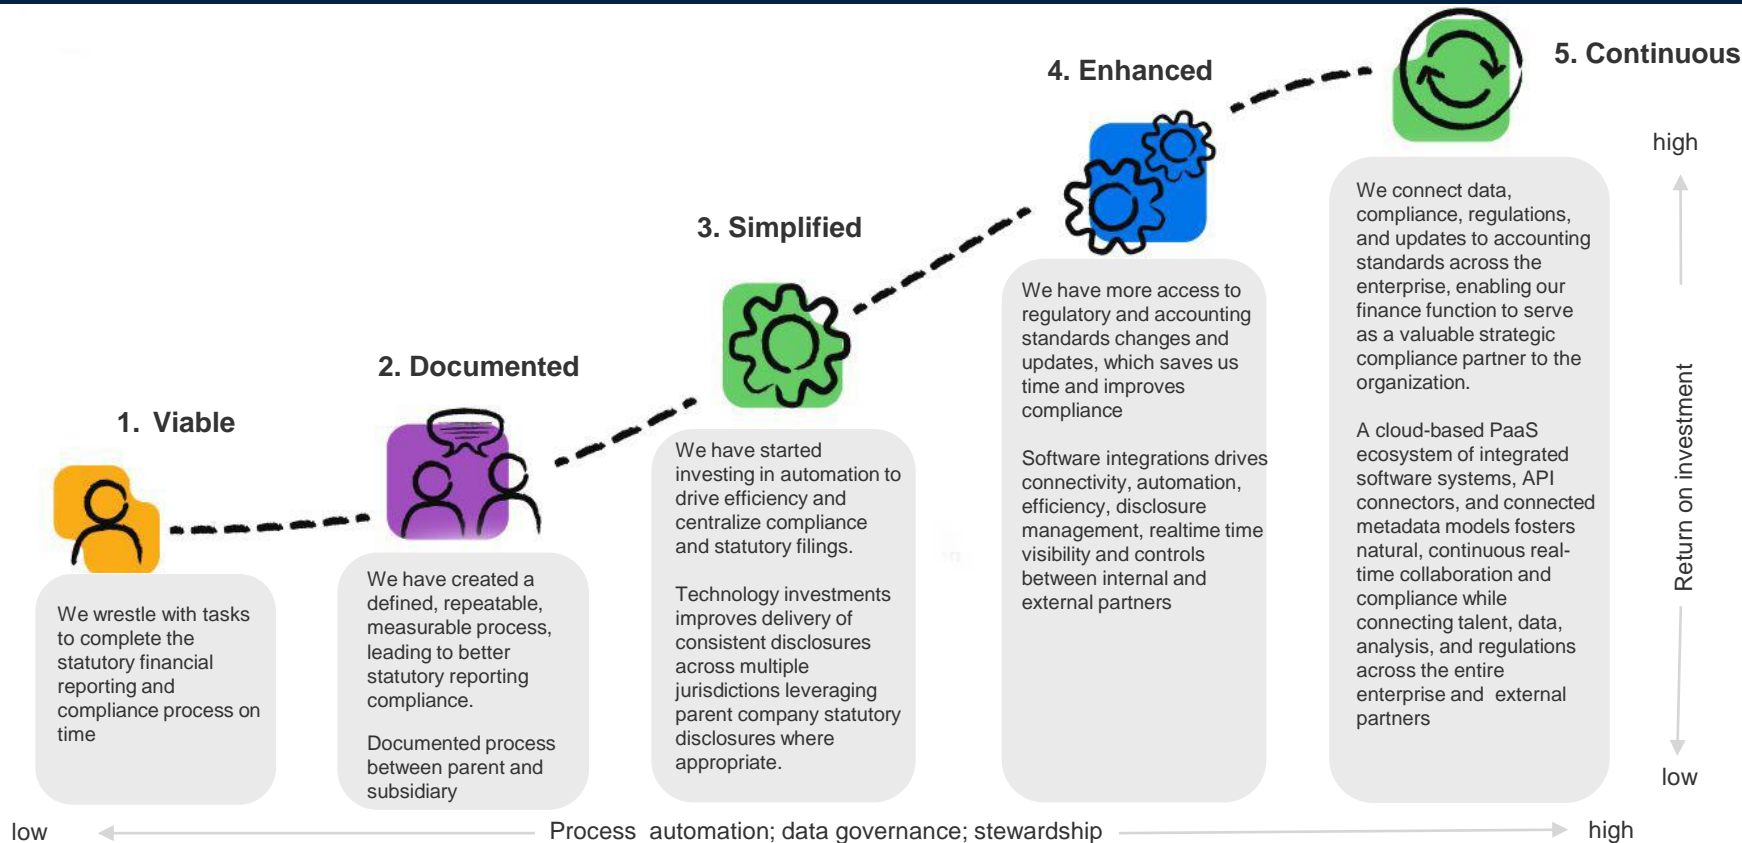 1. Viable
We wrestle with tasks
to complete the
statutory financial
reporting and
compliance process on
time
2. Documented
We have created a
defined, repeatable,
measurable process,
leading to better
statutory reporting
compliance.
Documented process
between parent and
subsidiary
3. Simplified
We have started
investing in automation to
drive efficiency and
centralize compliance
and statutory filings.
Technology investments
improves delivery of
consistent disclosures
across multiple
jurisdictions leveraging
parent company statutory
disclosures where
appropriate.
4. Enhanced
We have more access to
regulatory and accounting
standards changes and
updates, which saves us
time and improves
compliance
Software integrations drives
connectivity, automation,
efficiency, disclosure
management, realtime time
visibility and controls
between internal and
external partners
5. Continuous
We connect data,
compliance, regulations,
and updates to accounting
standards across the
enterprise, enabling our
finance function to serve
as a valuable strategic
compliance partner to the
organization.
A cloud-based PaaS
ecosystem of integrated
software systems, API
connectors, and connected
metadata models fosters
natural, continuous real-
time collaboration and
compliance while
connecting talent, data,
analysis, and regulations
across the entire
enterprise and external
partners
high
Return on investment
low
low
Process automation; data governance; stewardship
high